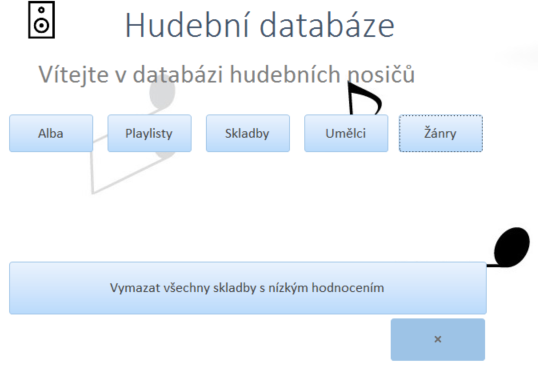 Hudební databáze
Vítejte v databázi hudebních nosičů
Alba Playlisty Skladby Umělci Žánry
Vymazat všechny skladby s nízkým hodnocením
×